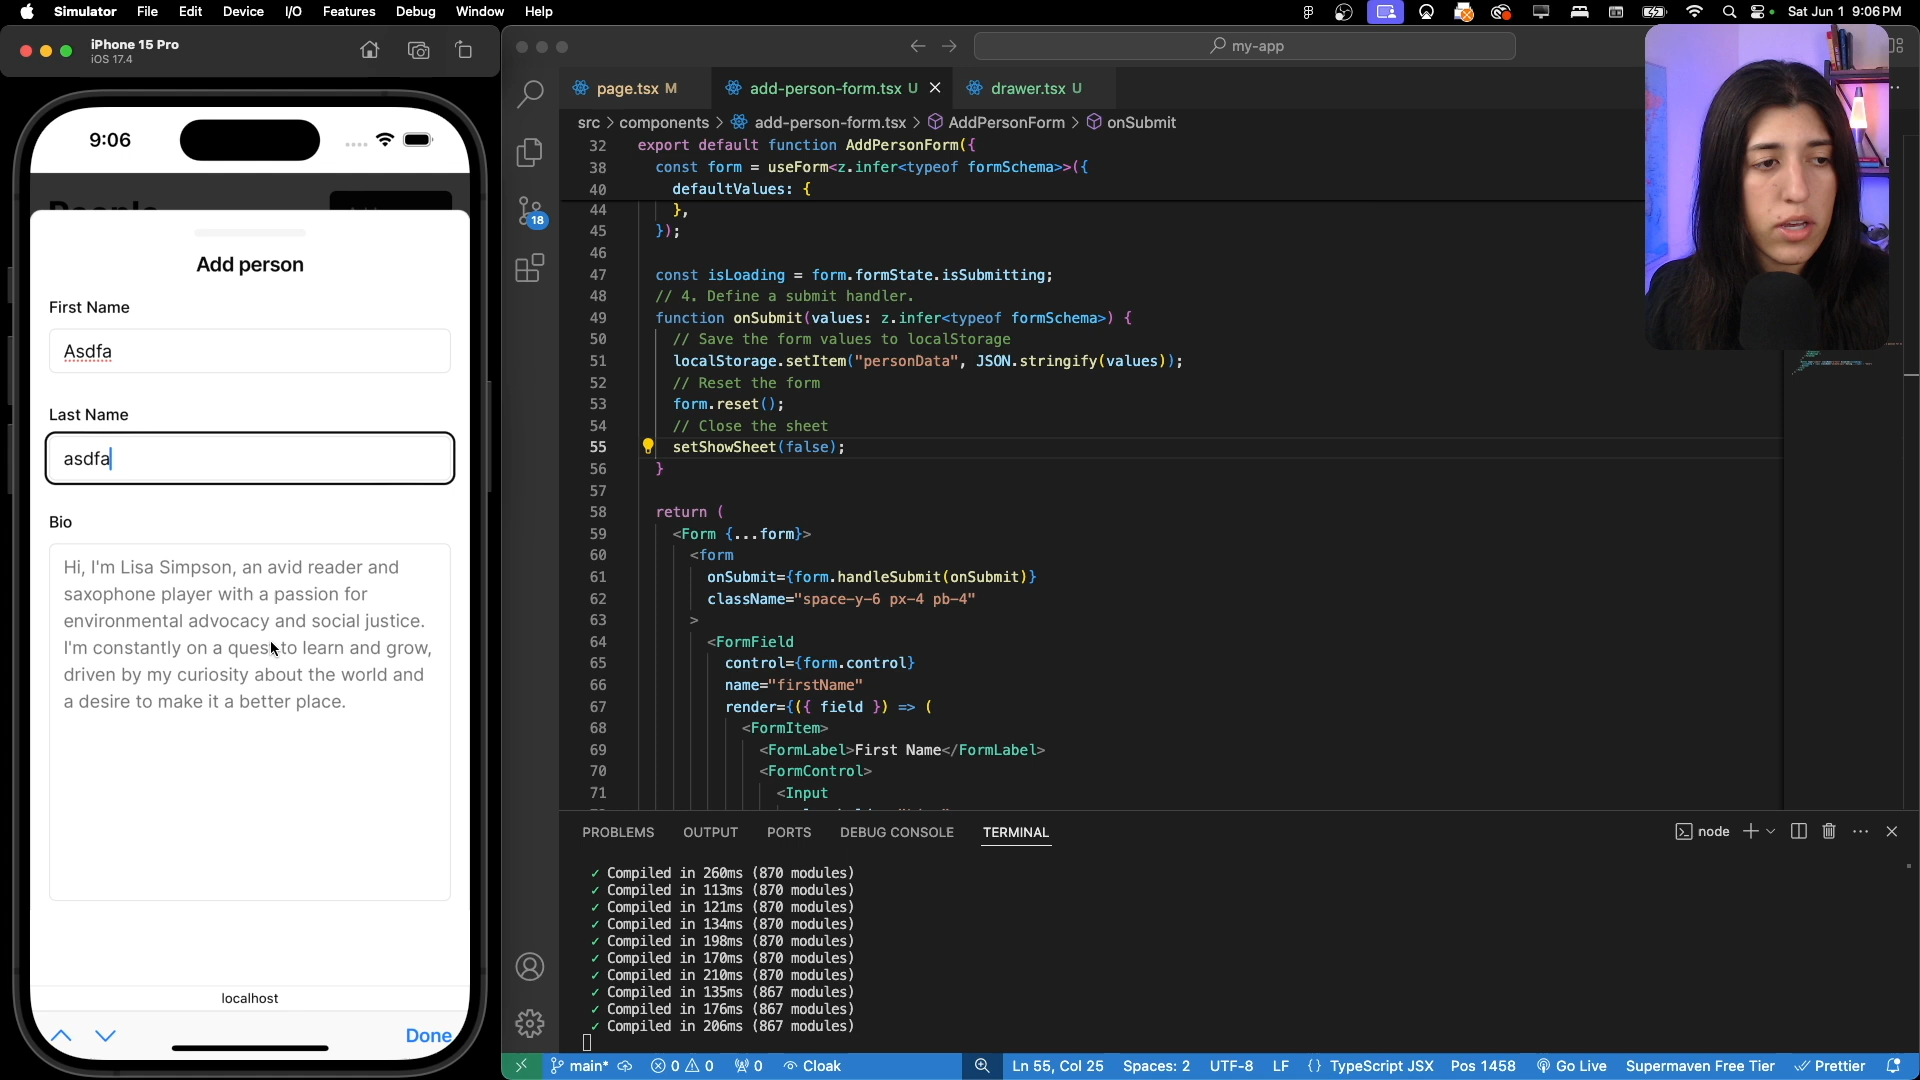 Simulator File Edit Device I/O Features Debug Window Help
Sat Jun 1 9:06 PM
iPhone 15 Pro
iOS 17.4
9:06
Add person
First Name
Asdfa
Last Name
asdfa
Bio
Hi, I'm Lisa Simpson, an avid reader and
saxophone player with a passion for
environmental advocacy and social justice.
I'm constantly on a quest to learn and grow,
driven by my curiosity about the world and
a desire to make it a better place.
localhost
Done
my-app
page.tsx M
add-person-form.tsx U
drawer.tsx U
18
src > components > add-person-form.tsx > AddPersonForm > onSubmit
32 export default function AddPersonForm({
38 const form = useForm<z.infer<typeof formSchema>>({
40 defaultValues: {
44 },
45 });
46
47 const isLoading = form.formState.isSubmitting;
48 // 4. Define a submit handler.
49 function onSubmit(values: z.infer<typeof formSchema>) {
50 // Save the form values to localStorage
51 localStorage.setItem("personData", JSON.stringify(values));
52 // Reset the form
53 form.reset();
54 // Close the sheet
55 setShowSheet(false);
56 }
57
58 return (
59 <Form {...form}>
60 <form
61 onSubmit={form.handleSubmit(onSubmit)}
62 className="space-y-6 px-4 pb-4"
63 >
64 <FormField
65 control={form.control}
66 name="firstName"
67 render={({ field }) => (
68 <FormItem>
69 <FormLabel>First Name</FormLabel>
70 <FormControl>
71 <Input
PROBLEMS OUTPUT PORTS DEBUG CONSOLE TERMINAL
node
✓ Compiled in 260ms (870 modules)
✓ Compiled in 113ms (870 modules)
✓ Compiled in 121ms (870 modules)
✓ Compiled in 134ms (870 modules)
✓ Compiled in 198ms (870 modules)
✓ Compiled in 170ms (870 modules)
✓ Compiled in 210ms (870 modules)
✓ Compiled in 135ms (867 modules)
✓ Compiled in 176ms (867 modules)
✓ Compiled in 206ms (867 modules)
main* 0 0 0 Cloak
Ln 55, Col 25 Spaces: 2 UTF-8 LF {} TypeScript JSX Pos 1458 Go Live Supermaven Free Tier Prettier